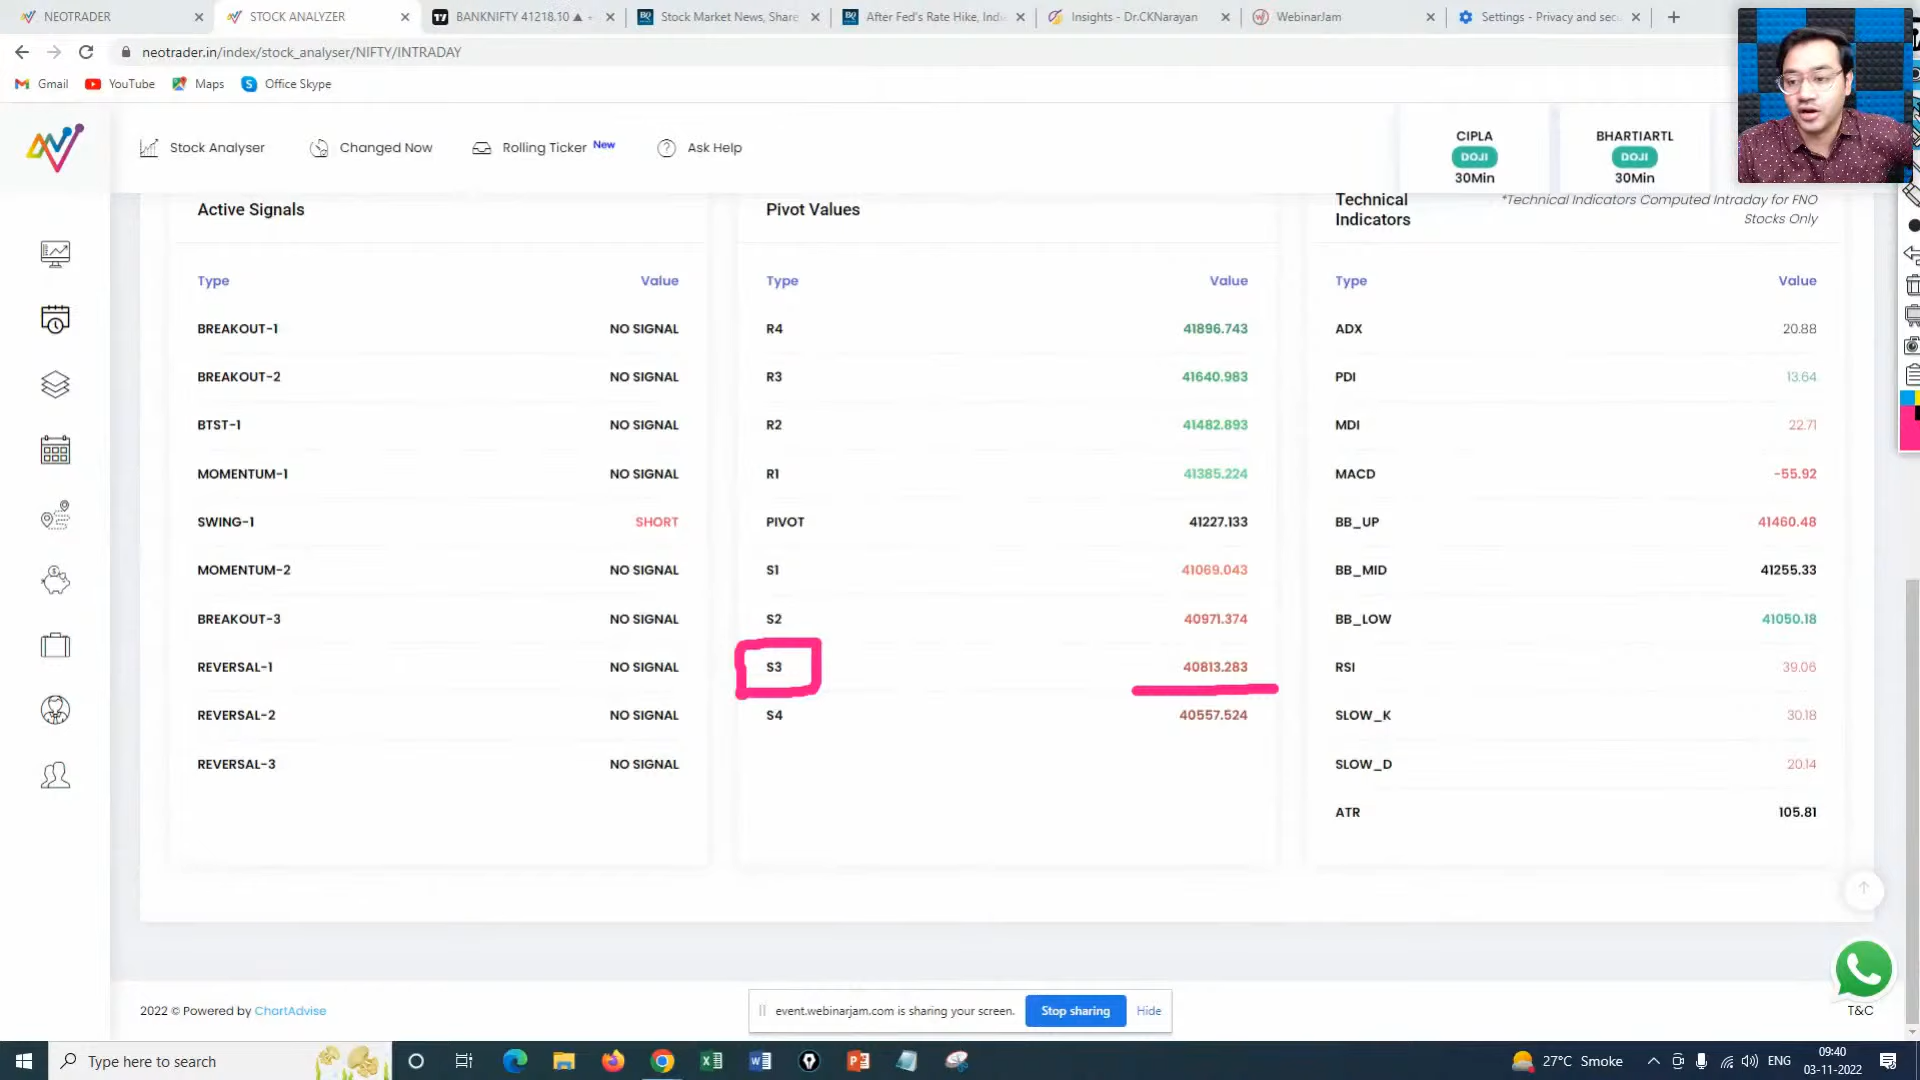 NEOTRADER
STOCK ANALYZER
BANKNIFTY 41218.10 ▲
Stock Market News, Share
After Fed's Rate Hike, Indi
Insights - Dr.CKNarayan
WebinarJam
Settings - Privacy and sec
neotrader.in/index/stock_analyser/NIFTY/INTRADAY
Gmail
YouTube
Maps
Office Skype
Stock Analyser
Changed Now
Rolling Ticker New
Ask Help
CIPLA
DOJI
30Min
BHARTIARTL
DOJI
30Min
Active Signals
Type Value
BREAKOUT-1 NO SIGNAL
BREAKOUT-2 NO SIGNAL
BTST-1 NO SIGNAL
MOMENTUM-1 NO SIGNAL
SWING-1 SHORT
MOMENTUM-2 NO SIGNAL
BREAKOUT-3 NO SIGNAL
REVERSAL-1 NO SIGNAL
REVERSAL-2 NO SIGNAL
REVERSAL-3 NO SIGNAL
Pivot Values
Type Value
R4 41896.743
R3 41640.983
R2 41482.893
R1 41385.224
PIVOT 41227.133
S1 41069.043
S2 40971.374
S3 40813.283
S4 40557.524
Technical
Indicators
*Technical Indicators Computed Intraday for FNO
Stocks Only
Type Value
ADX 20.88
PDI 13.64
MDI 22.71
MACD -55.92
BB_UP 41460.48
BB_MID 41255.33
BB_LOW 41050.18
RSI 39.06
SLOW_K 30.18
SLOW_D 20.14
ATR 105.81
T&C
2022 © Powered by ChartAdvise
event.webinarjam.com is sharing your screen.
Stop sharing
Hide
Type here to search
27°C Smoke
ENG
09:40
03-11-2022